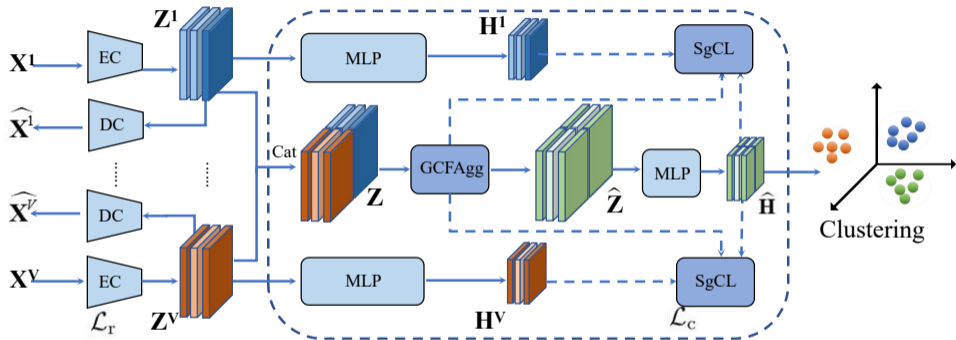 Z¹ H¹
X¹ EC MLP SgCL
X̂¹ DC
Cat Z GCFAgg Ẑ MLP Ĥ
X̂ⱽ DC
Clustering
Xⱽ EC MLP SgCL
𝓛r Zⱽ Hⱽ 𝓛c